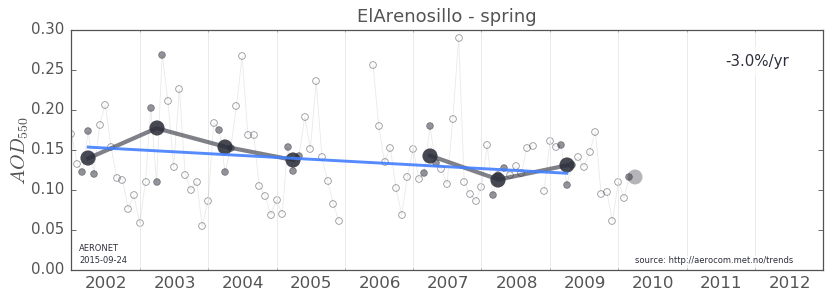 ElArenosillo - spring
0.30
0.25
0.20
0.15
0.10
0.05
0.00
AOD550
-3.0%/yr
AERONET
2015-09-24
source: http://aerocom.met.no/trends
2002 2003 2004 2005 2006 2007 2008 2009 2010 2011 2012